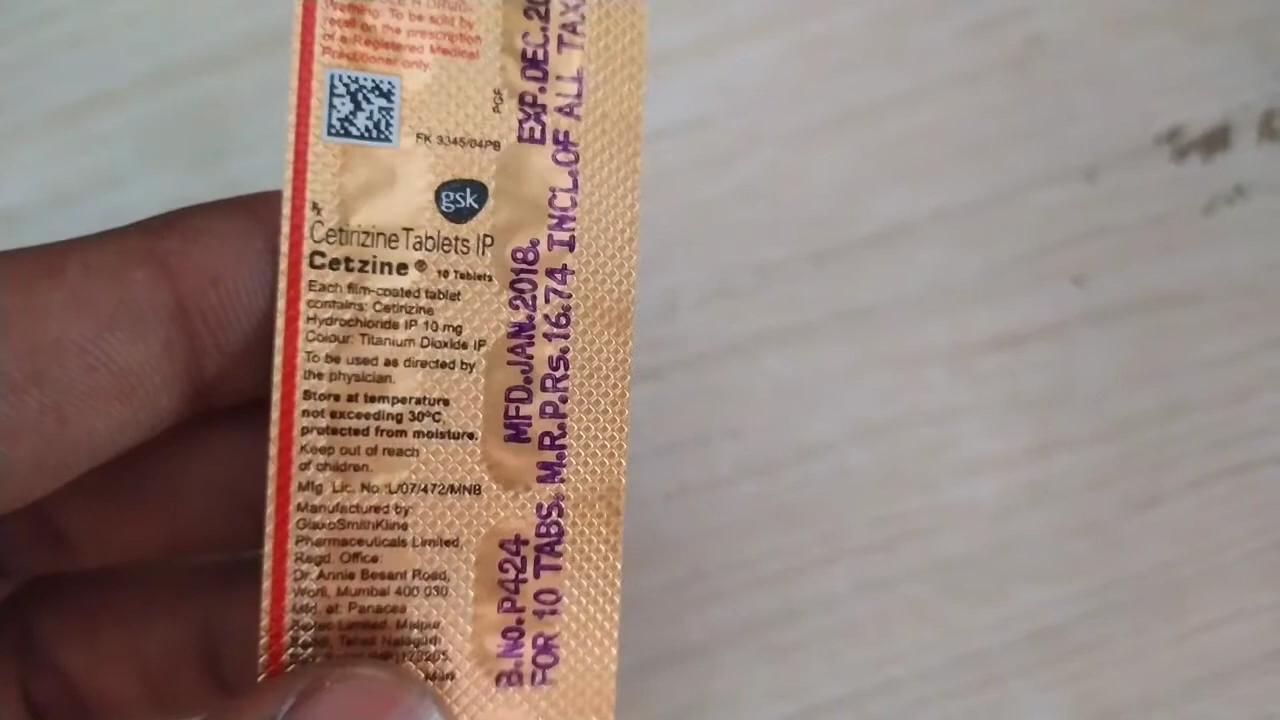 Warning: To be sold by
retail on the prescription
of a Registered Medical
Practitioner only.
PGF
FK 3345/04PB
gsk
Rx
Cetirizine Tablets IP
Cetzine ® 10 Tablets
Each film-coated tablet
contains: Cetirizine
Hydrochloride IP 10 mg
Colour: Titanium Dioxide IP
To be used as directed by
the physician.
Store at temperature
not exceeding 30°C,
protected from moisture.
Keep out of reach
of children.
Mfg. Lic. No.:L/07/472/MNB
Manufactured by:
GlaxoSmithKline
Pharmaceuticals Limited,
Regd. Office:
Dr. Annie Besant Road,
Worli, Mumbai 400 030
Mfd. at: Panacea
Limited, Malpur
Tehsil Nalagarh
173205
B.No.P424 MFD.JAN.2018. EXP.DEC.20
FOR 10 TABS. M.R.P.Rs.16.74 INCL.OF ALL TAX